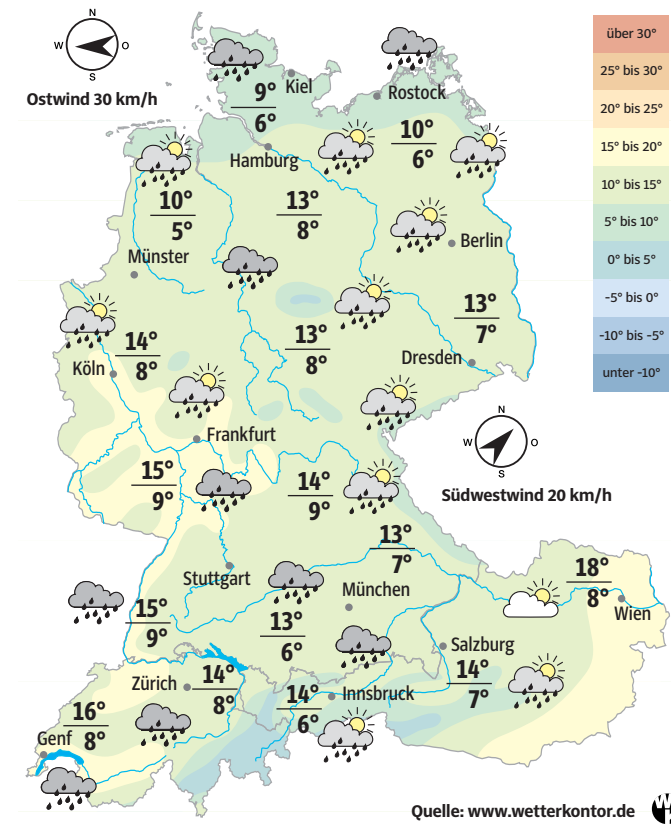 N
W O
S
Ostwind 30 km/h
über 30°
25° bis 30°
20° bis 25°
15° bis 20°
10° bis 15°
5° bis 10°
0° bis 5°
-5° bis 0°
-10° bis -5°
unter -10°
Kiel
9°
6°
Rostock
10°
6°
Hamburg
10°
5°
13°
8°
Berlin
Münster
13°
7°
14°
8°
13°
8°
Köln
Dresden
Frankfurt
N
W O
S
Südwestwind 20 km/h
15°
9°
14°
9°
13°
7°
Stuttgart
München
18°
8°
Wien
15°
9°
13°
6°
Salzburg
14°
7°
Zürich
14°
8°
14°
6°
Innsbruck
16°
8°
Genf
Quelle: www.wetterkontor.de